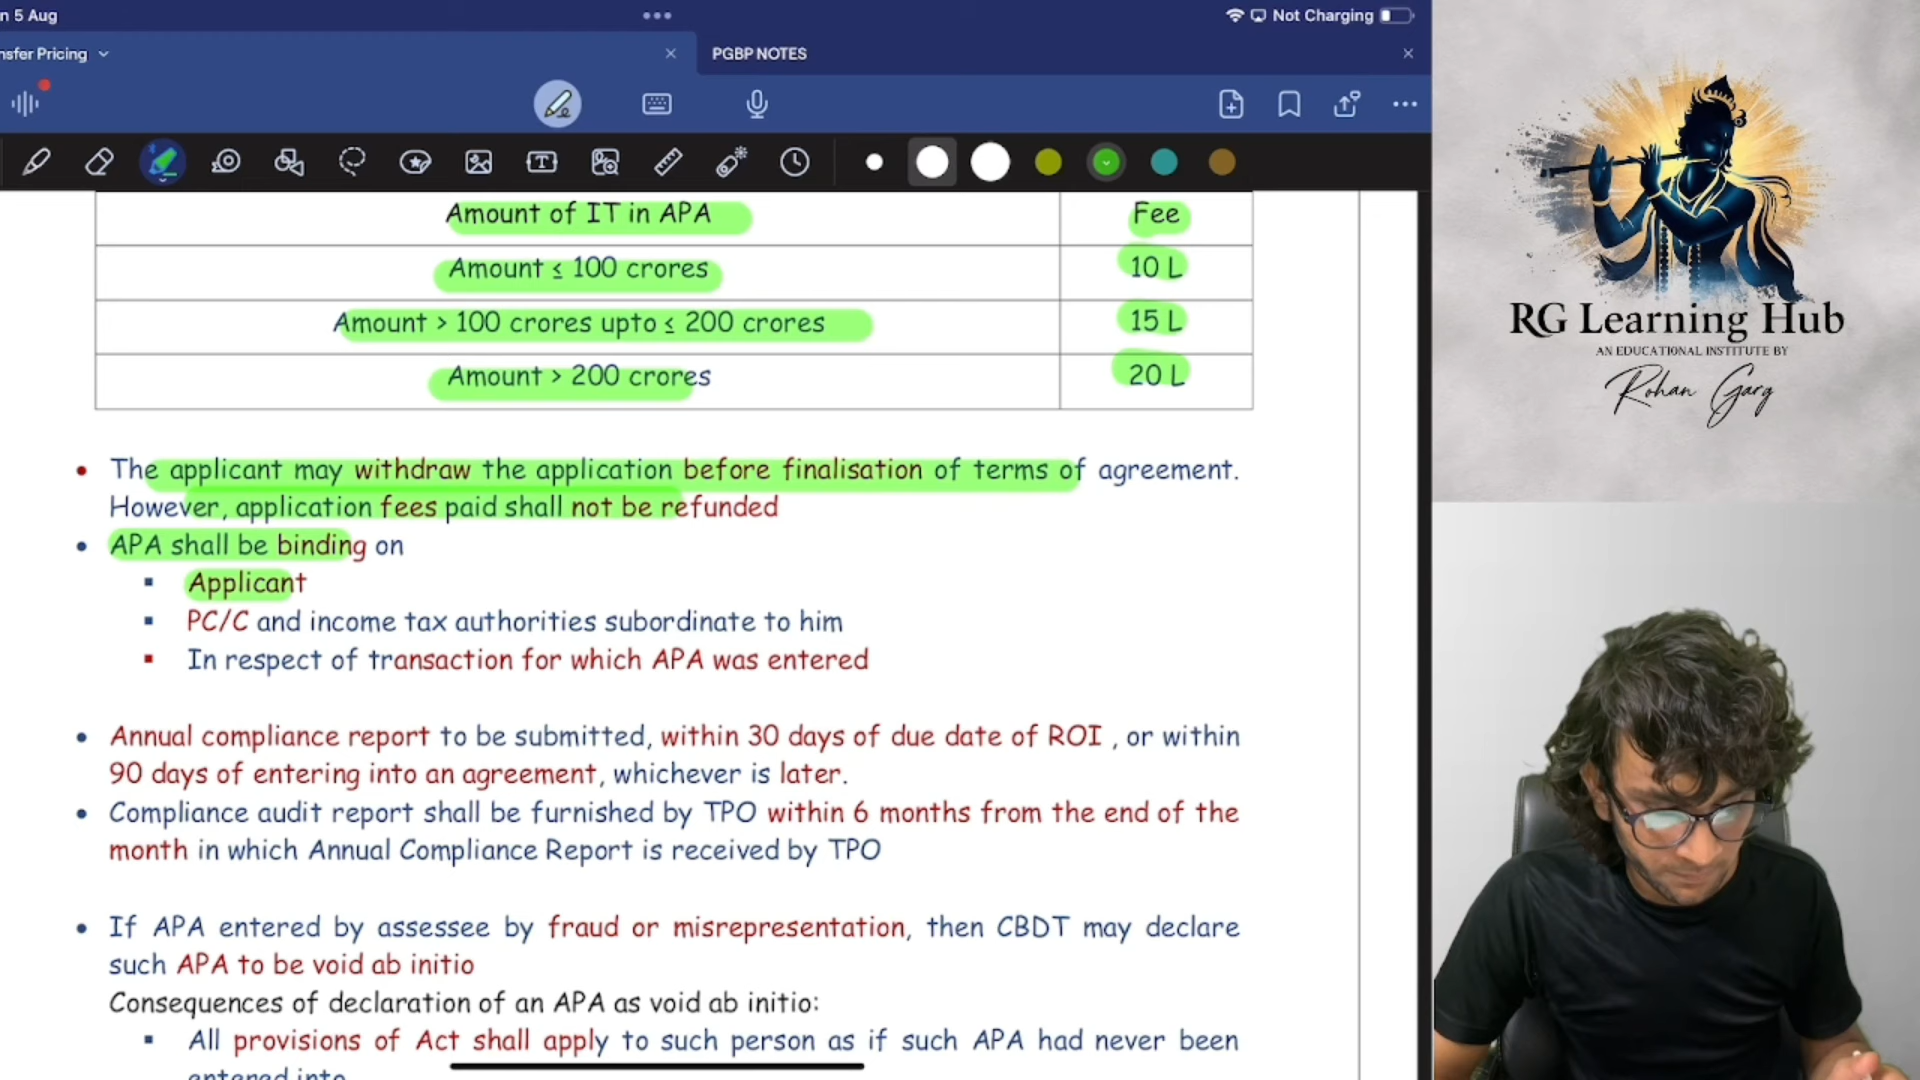 n 5 Aug
Not Charging
nsfer Pricing
PGBP NOTES
Amount of IT in APA
Fee
Amount ≤ 100 crores
10 L
Amount > 100 crores upto ≤ 200 crores
15 L
Amount > 200 crores
20 L
• The applicant may withdraw the application before finalisation of terms of agreement.
However, application fees paid shall not be refunded
• APA shall be binding on
▪ Applicant
▪ PC/C and income tax authorities subordinate to him
▪ In respect of transaction for which APA was entered
• Annual compliance report to be submitted, within 30 days of due date of ROI , or within
90 days of entering into an agreement, whichever is later.
• Compliance audit report shall be furnished by TPO within 6 months from the end of the
month in which Annual Compliance Report is received by TPO
• If APA entered by assessee by fraud or misrepresentation, then CBDT may declare
such APA to be void ab initio
Consequences of declaration of an APA as void ab initio:
▪ All provisions of Act shall apply to such person as if such APA had never been
entered into
RG Learning Hub
AN EDUCATIONAL INSTITUTE BY
Rohan Garg